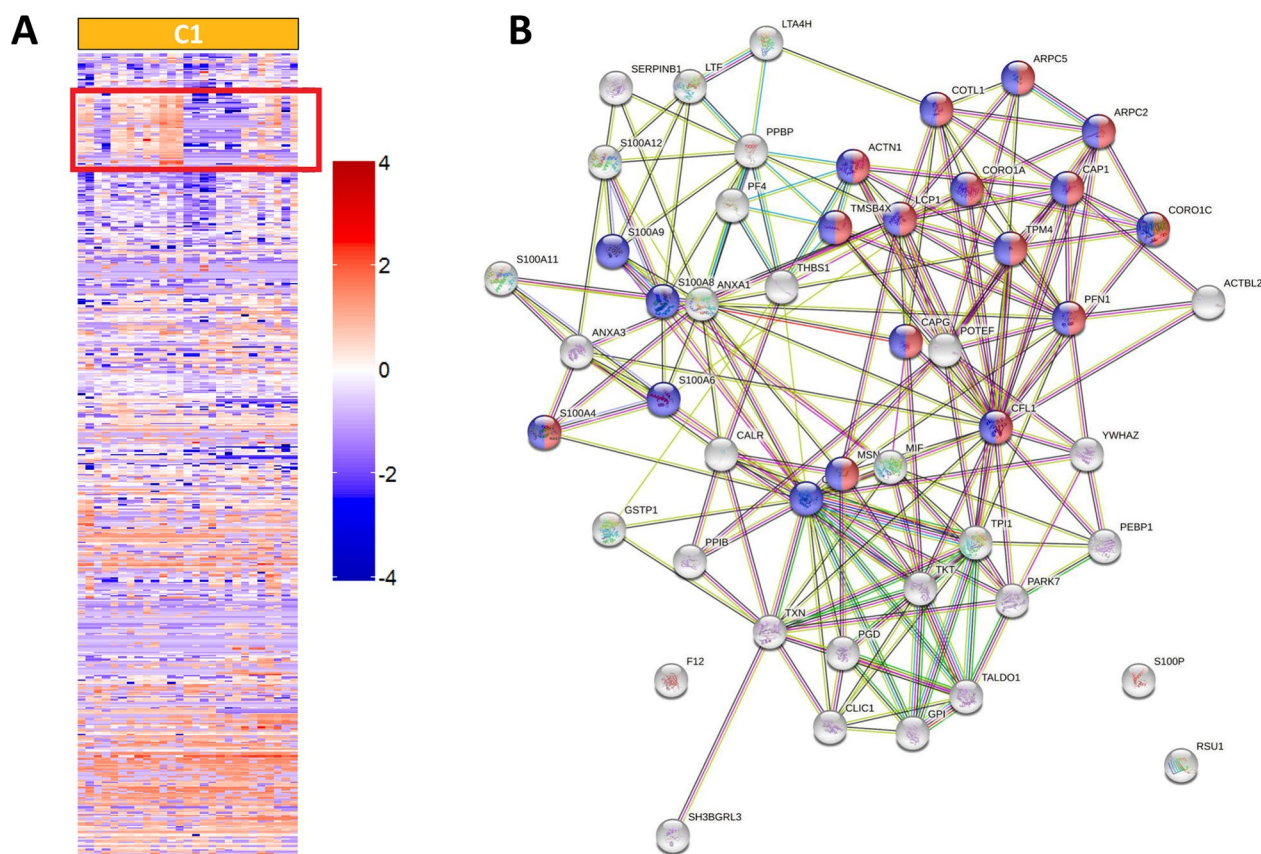 A
C1
4
2
0
-2
-4
B
LTA4H
SERPINB1
LTF
ARPC5
COTL1
ARPC2
S100A12
PPBP
ACTN1
CORO1A
CAP1
PF4
TMSB4X
LCP1
CORO1C
S100A9
TPM4
S100A11
S100A8
ANXA1
THBS1
ACTBL2
ANXA3
CAPG
POTEF
PFN1
S100A6
S100A4
CFL1
CALR
MSN
MIF
YWHAZ
GSTP1
TPI1
PEBP1
PPIB
TKT
PARK7
TXN
PGD
F12
TALDO1
S100P
CLIC1
GPI
RSU1
SH3BGRL3